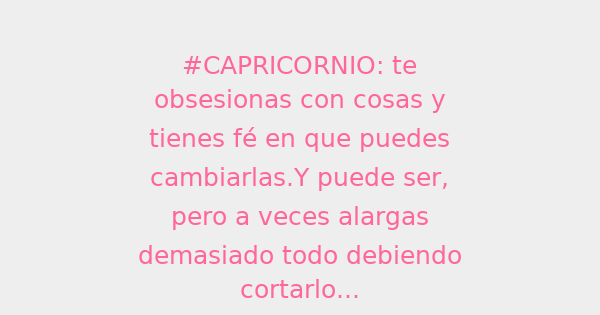 #CAPRICORNIO: te
obsesionas con cosas y
tienes fé en que puedes
cambiarlas.Y puede ser,
pero a veces alargas
demasiado todo debiendo
cortarlo...